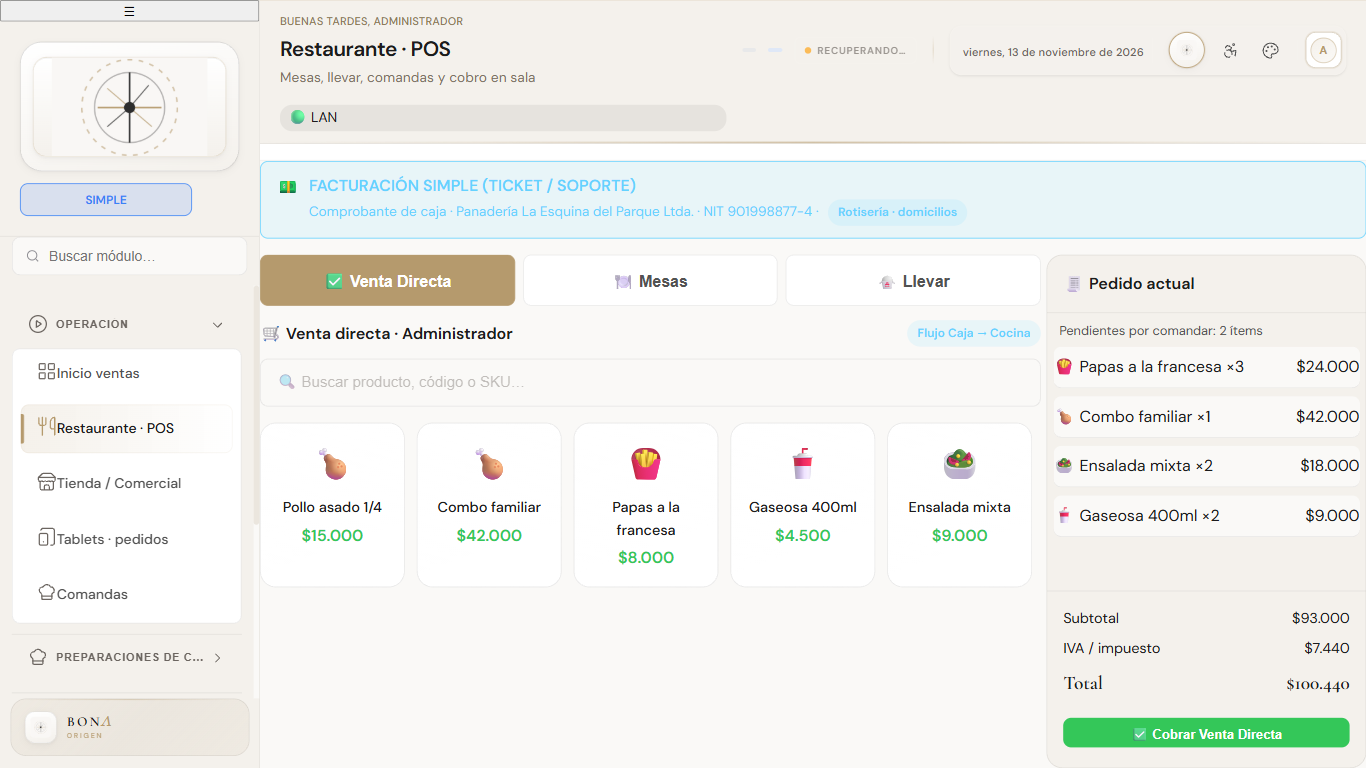 ☰
SIMPLE
Buscar módulo…
OPERACION
Inicio ventas
Restaurante · POS
Tienda / Comercial
Tablets · pedidos
Comandas
PREPARACIONES DE C...
BONA
ORIGEN
BUENAS TARDES, ADMINISTRADOR
Restaurante · POS
Mesas, llevar, comandas y cobro en sala
LAN
RECUPERANDO…
viernes, 13 de noviembre de 2026
A
FACTURACIÓN SIMPLE (TICKET / SOPORTE)
Comprobante de caja · Panadería La Esquina del Parque Ltda. · NIT 901998877-4 · Rotisería · domicilios
Venta Directa
Mesas
Llevar
Venta directa · Administrador
Flujo Caja → Cocina
Buscar producto, código o SKU…
Pollo asado 1/4
$15.000
Combo familiar
$42.000
Papas a la
francesa
$8.000
Gaseosa 400ml
$4.500
Ensalada mixta
$9.000
Pedido actual
Pendientes por comandar: 2 ítems
Papas a la francesa ×3 $24.000
Combo familiar ×1 $42.000
Ensalada mixta ×2 $18.000
Gaseosa 400ml ×2 $9.000
Subtotal $93.000
IVA / impuesto $7.440
Total $100.440
Cobrar Venta Directa